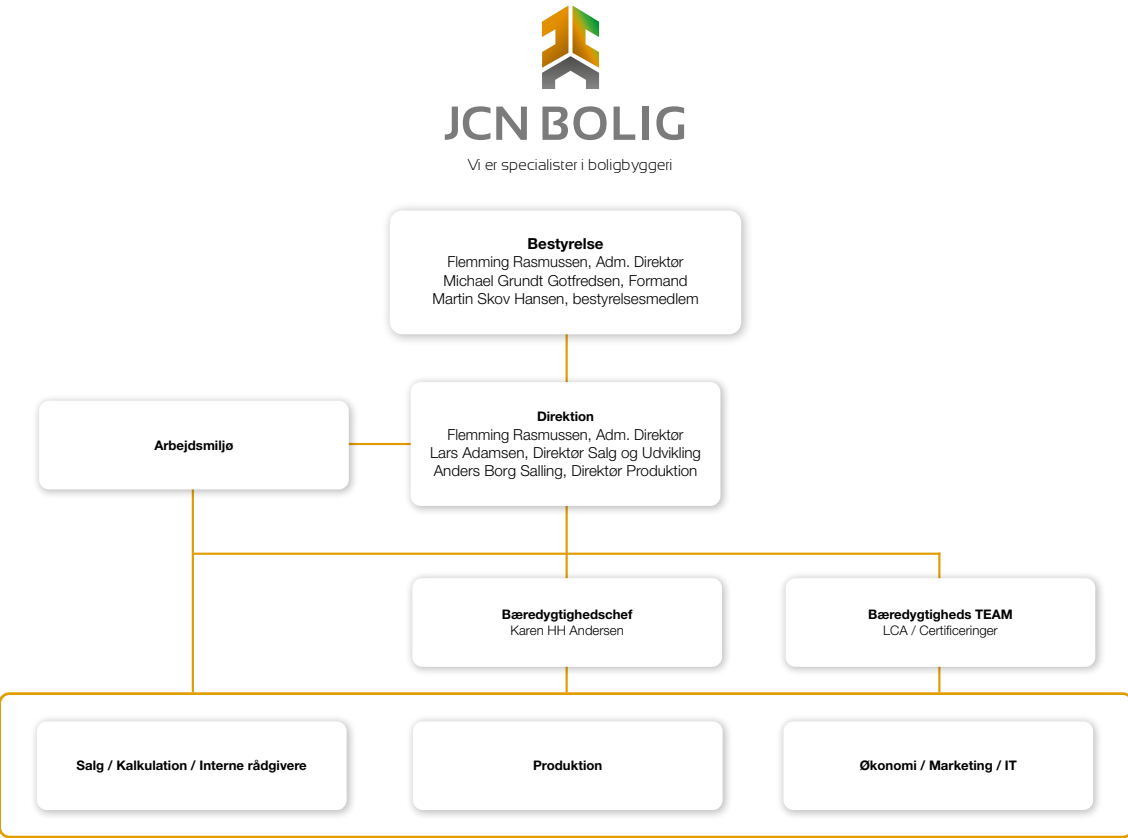 JCN BOLIG
Vi er specialister i boligbyggeri
Bestyrelse
Flemming Rasmussen, Adm. Direktør
Michael Grundt Gotfredsen, Formand
Martin Skov Hansen, bestyrelsesmedlem
Arbejdsmiljø
Direktion
Flemming Rasmussen, Adm. Direktør
Lars Adamsen, Direktør Salg og Udvikling
Anders Borg Salling, Direktør Produktion
Bæredygtighedschef
Karen HH Andersen
Bæredygtigheds TEAM
LCA / Certificeringer
Salg / Kalkulation / Interne rådgivere
Produktion
Økonomi / Marketing / IT